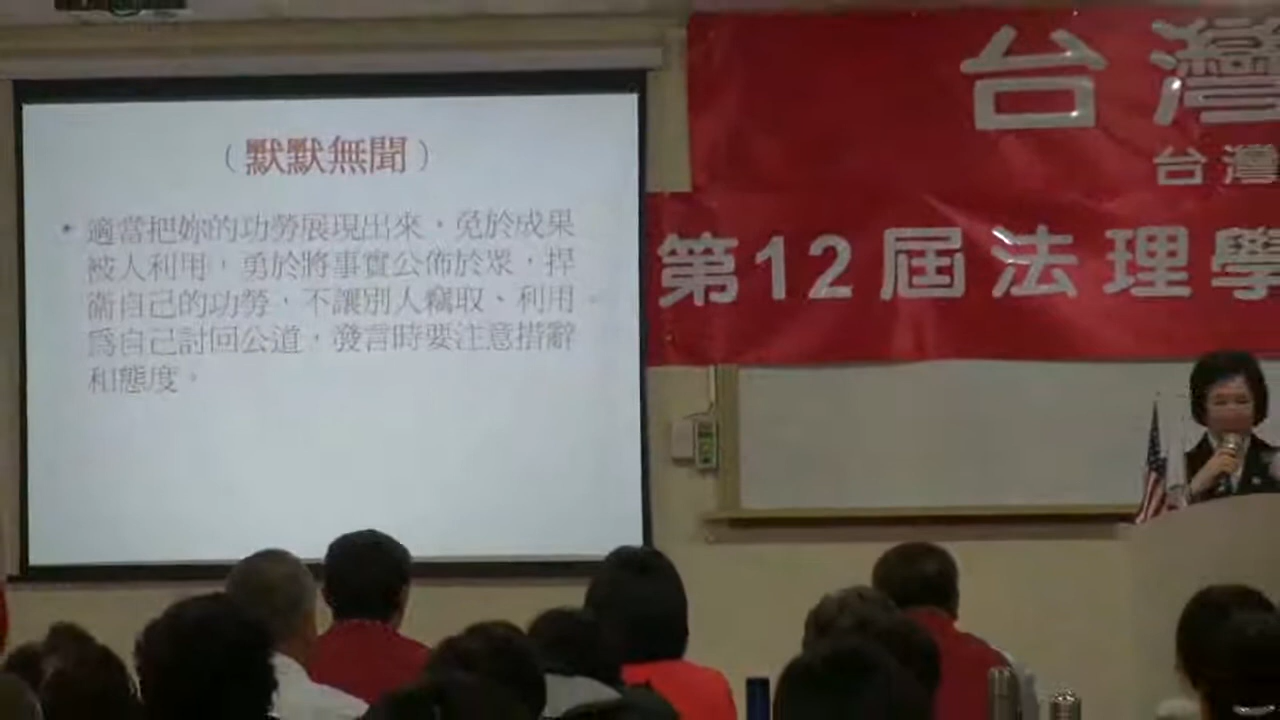 （默默無聞）
• 適當把妳的功勞展現出來，免於成果
被人利用，勇於將事實公佈於眾，捍
衛自己的功勞，不讓別人竊取、利用。
為自己討回公道，發言時要注意措辭
和態度。
台灣
台灣
第12屆法理學